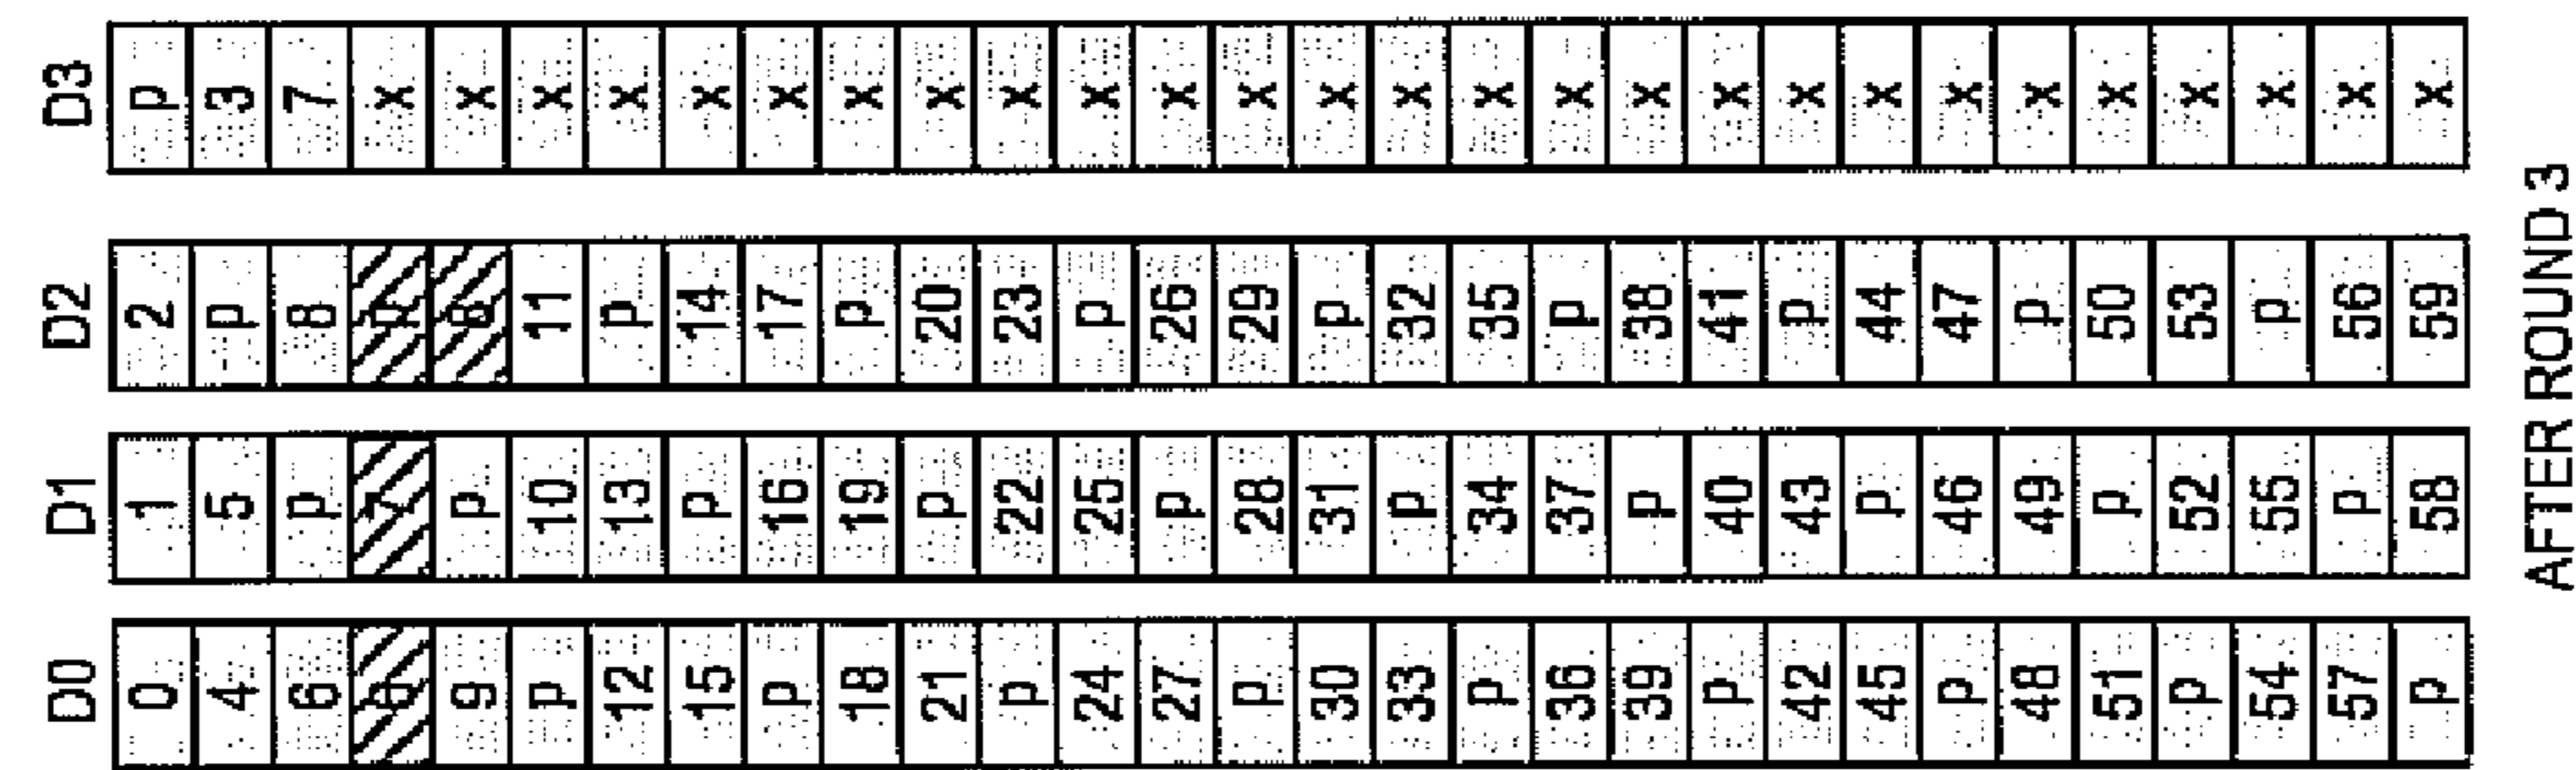 D0 D1 D2 D3
0 1 2 p
4 5 p 3
6 p 8 7
6 7 p x
9 p 8 x
p 10 11 x
12 13 p x
15 p 14 x
p 16 17 x
18 19 p x
21 p 20 x
p 22 23 x
24 25 p x
27 p 26 x
p 28 29 x
30 31 p x
33 p 32 x
p 34 35 x
36 37 p x
39 p 38 x
p 40 41 x
42 43 p x
45 p 44 x
p 46 47 x
48 49 p x
51 p 50 x
p 52 53 x
54 55 p x
57 p 56 x
p 58 59 x
AFTER ROUND 3